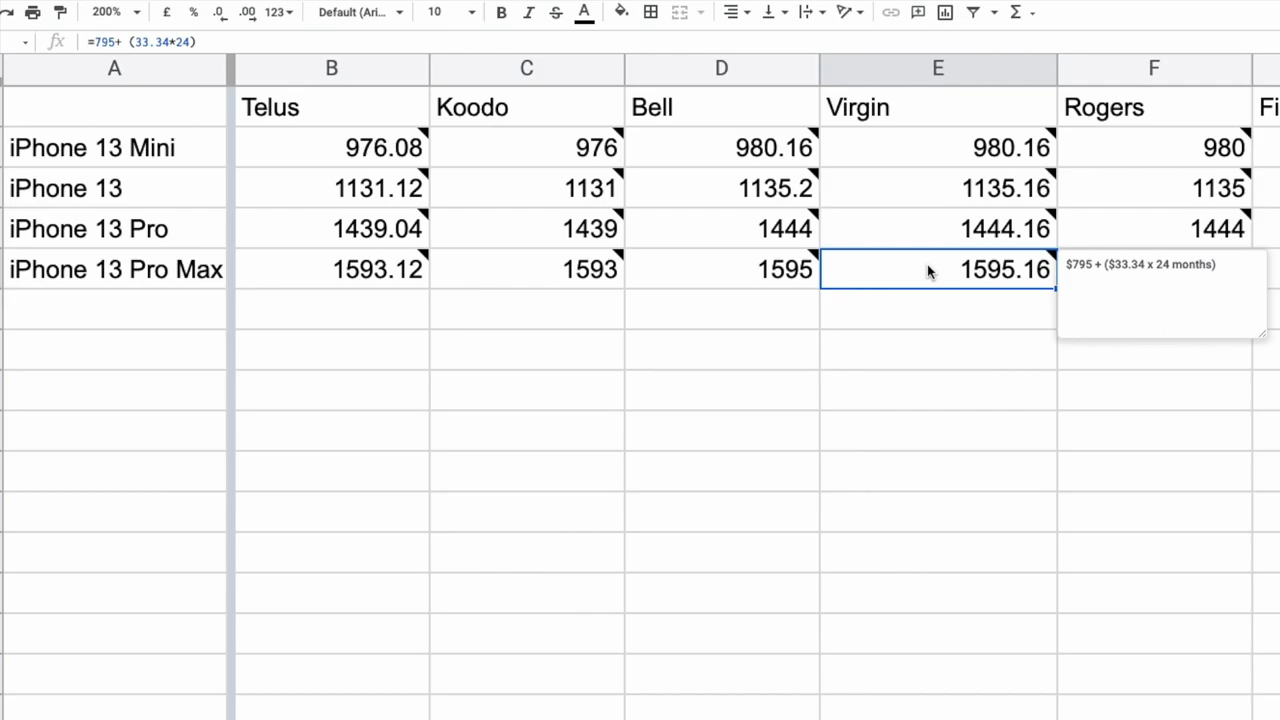 200% £ % .0 .00 123 Default (Ari... 10 B I S A Σ
fx =795+ (33.34*24)
A B C D E F
Telus Koodo Bell Virgin Rogers Fi
iPhone 13 Mini 976.08 976 980.16 980.16 980
iPhone 13 1131.12 1131 1135.2 1135.16 1135
iPhone 13 Pro 1439.04 1439 1444 1444.16 1444
iPhone 13 Pro Max 1593.12 1593 1595 1595.16
$795 + ($33.34 x 24 months)